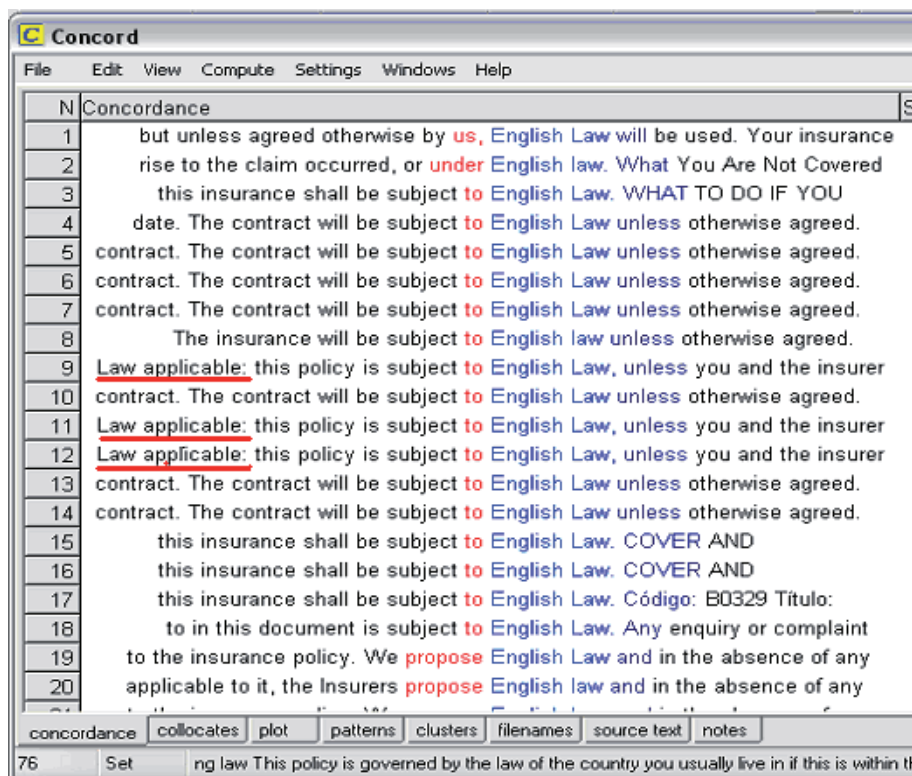 C Concord
File Edit View Compute Settings Windows Help
N Concordance S
1 but unless agreed otherwise by us, English Law will be used. Your insurance
2 rise to the claim occurred, or under English law. What You Are Not Covered
3 this insurance shall be subject to English Law. WHAT TO DO IF YOU
4 date. The contract will be subject to English Law unless otherwise agreed.
5 contract. The contract will be subject to English Law unless otherwise agreed.
6 contract. The contract will be subject to English Law unless otherwise agreed.
7 contract. The contract will be subject to English Law unless otherwise agreed.
8 The insurance will be subject to English law unless otherwise agreed.
9 Law applicable: this policy is subject to English Law, unless you and the insurer
10 contract. The contract will be subject to English Law unless otherwise agreed.
11 Law applicable: this policy is subject to English Law, unless you and the insurer
12 Law applicable: this policy is subject to English Law, unless you and the insurer
13 contract. The contract will be subject to English Law unless otherwise agreed.
14 contract. The contract will be subject to English Law unless otherwise agreed.
15 this insurance shall be subject to English Law. COVER AND
16 this insurance shall be subject to English Law. COVER AND
17 this insurance shall be subject to English Law. Código: B0329 Título:
18 to in this document is subject to English Law. Any enquiry or complaint
19 to the insurance policy. We propose English Law and in the absence of any
20 applicable to it, the Insurers propose English law and in the absence of any
concordance collocates plot patterns clusters filenames source text notes
76 Set ng law This policy is governed by the law of the country you usually live in if this is within th